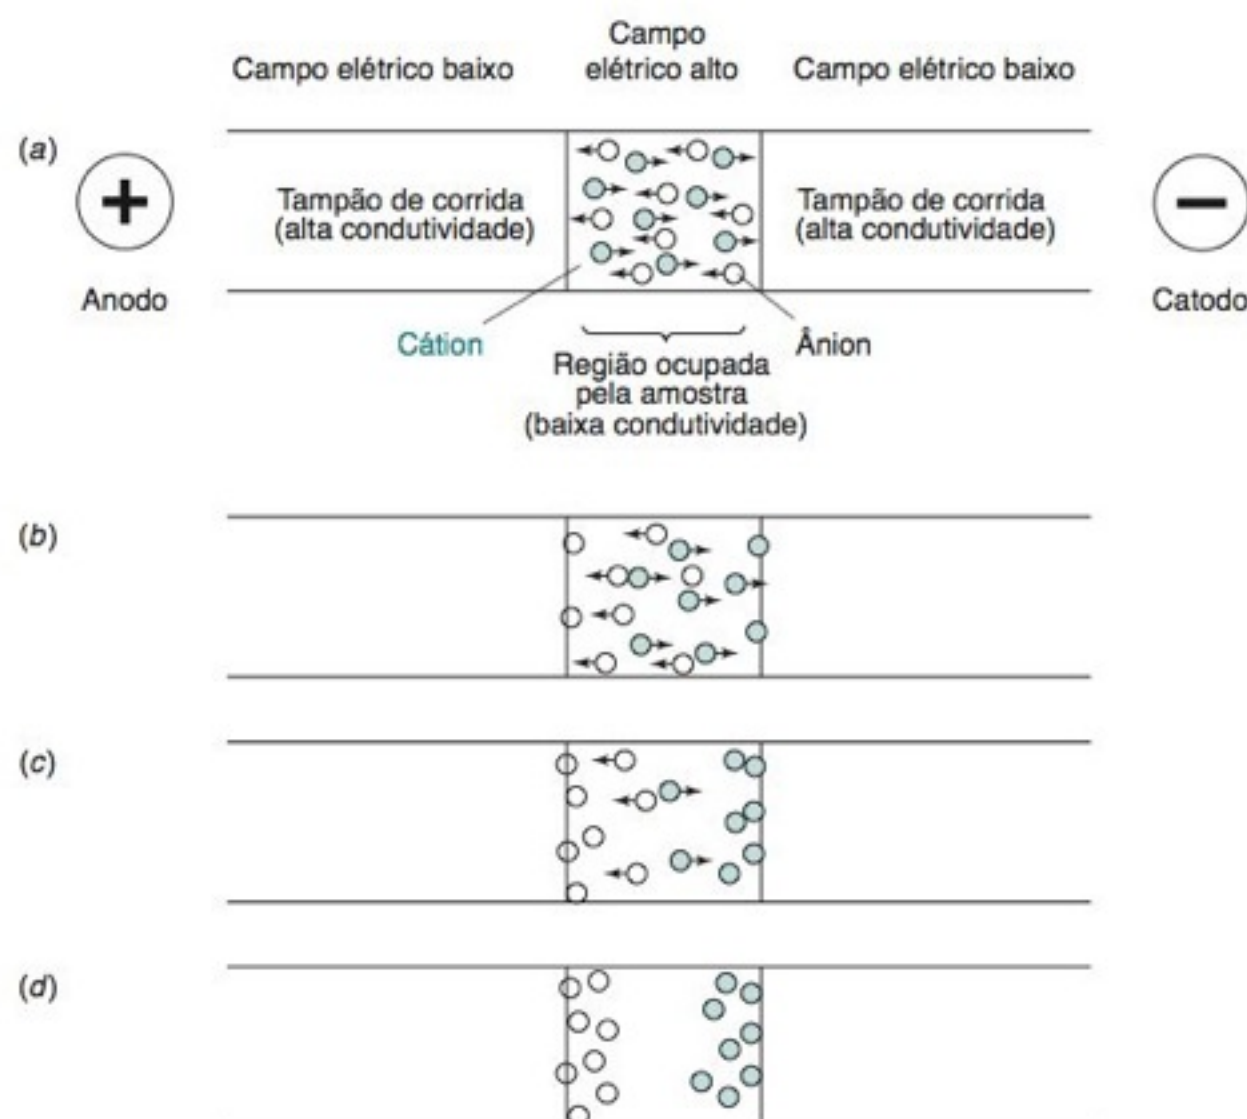 Campo elétrico baixo
Campo
elétrico alto
Campo elétrico baixo
(a)
+
Tampão de corrida
(alta condutividade)
Tampão de corrida
(alta condutividade)
−
Anodo
Catodo
Cátion
Ânion
Região ocupada
pela amostra
(baixa condutividade)
(b)
(c)
(d)